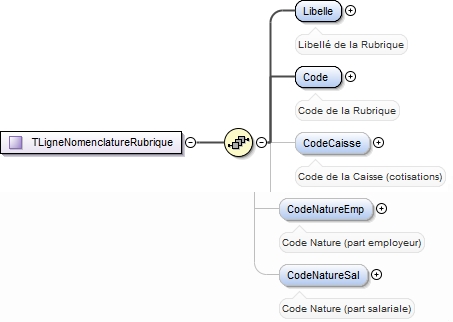 Libelle
Libellé de la Rubrique
Code
Code de la Rubrique
TLigneNomenclatureRubrique
CodeCaisse
Code de la Caisse (cotisations)
CodeNatureEmp
Code Nature (part employeur)
CodeNatureSal
Code Nature (part salariale)